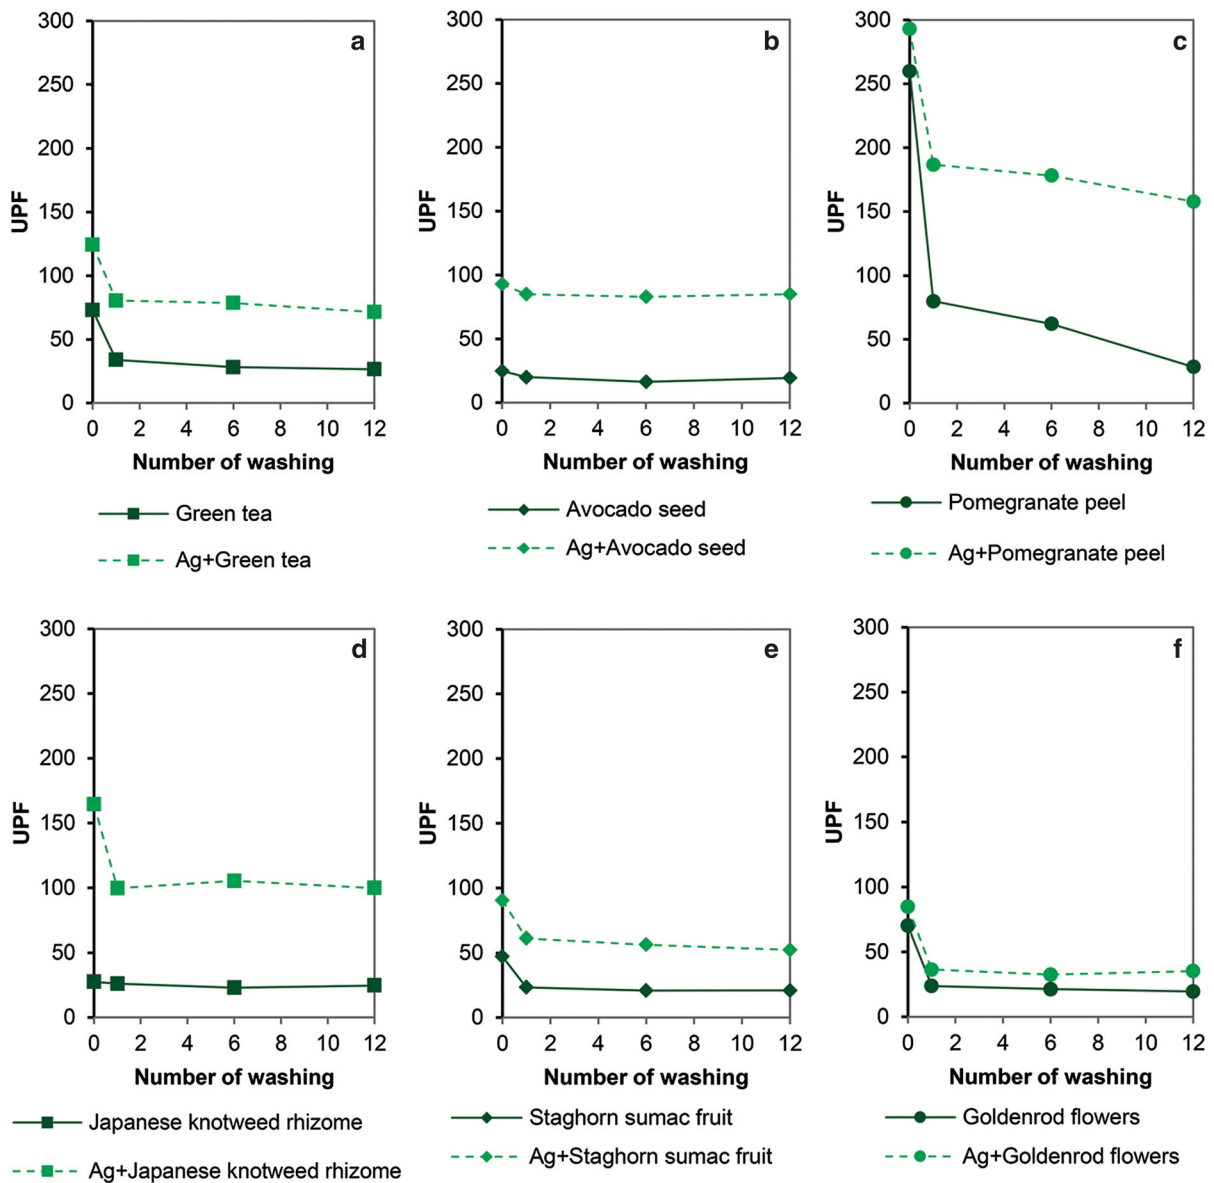 a
300
250
200
150
100
50
0
UPF
0 2 4 6 8 10 12
Number of washing
Green tea
Ag+Green tea
b
300
250
200
150
100
50
0
UPF
0 2 4 6 8 10 12
Number of washing
Avocado seed
Ag+Avocado seed
c
300
250
200
150
100
50
0
UPF
0 2 4 6 8 10 12
Number of washing
Pomegranate peel
Ag+Pomegranate peel
d
300
250
200
150
100
50
0
UPF
0 2 4 6 8 10 12
Number of washing
Japanese knotweed rhizome
Ag+Japanese knotweed rhizome
e
300
250
200
150
100
50
0
UPF
0 2 4 6 8 10 12
Number of washing
Staghorn sumac fruit
Ag+Staghorn sumac fruit
f
300
250
200
150
100
50
0
UPF
0 2 4 6 8 10 12
Number of washing
Goldenrod flowers
Ag+Goldenrod flowers